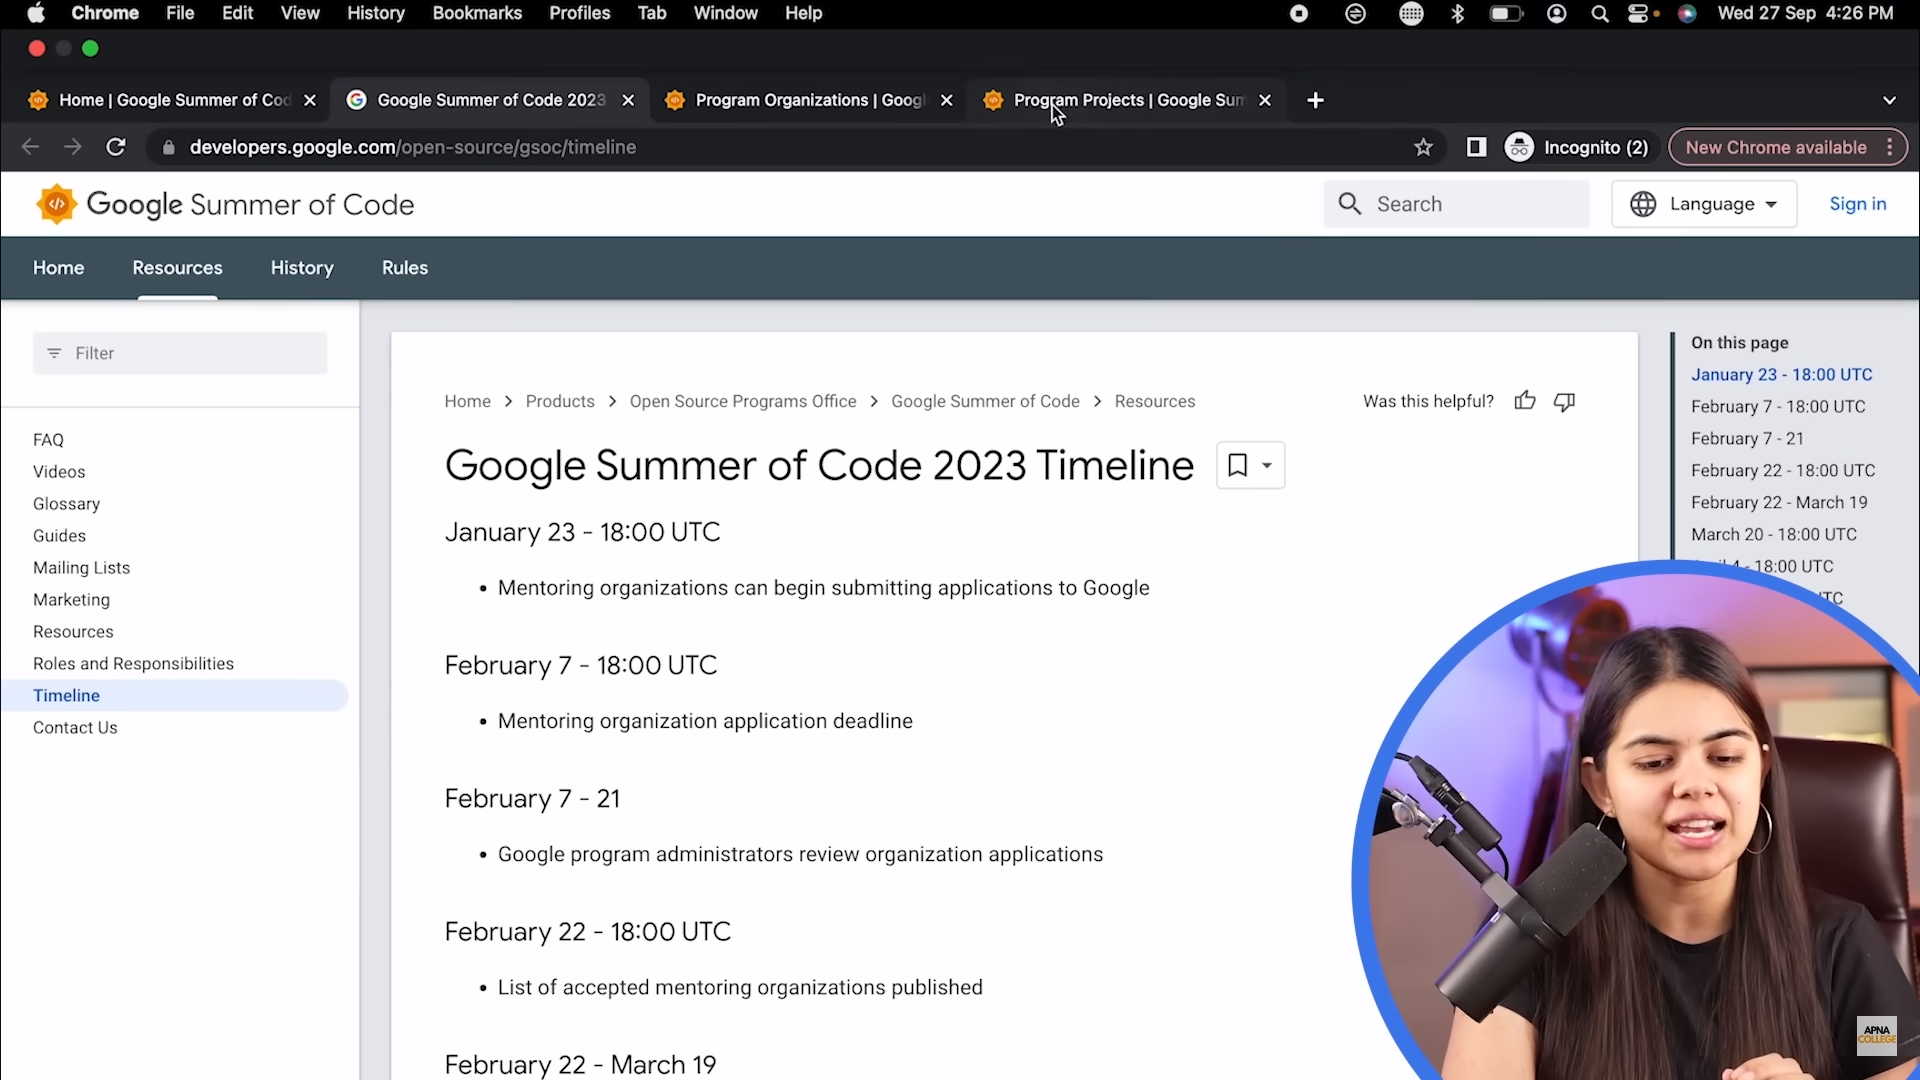 Chrome File Edit View History Bookmarks Profiles Tab Window Help Wed 27 Sep 4:26 PM
Home | Google Summer of Cod Google Summer of Code 2023 Program Organizations | Googl Program Projects | Google Sum
developers.google.com/open-source/gsoc/timeline Incognito (2) New Chrome available
Google Summer of Code Search Language Sign in
Home Resources History Rules
Filter
FAQ
Videos
Glossary
Guides
Mailing Lists
Marketing
Resources
Roles and Responsibilities
Timeline
Contact Us
Home > Products > Open Source Programs Office > Google Summer of Code > Resources Was this helpful?
Google Summer of Code 2023 Timeline
January 23 - 18:00 UTC
• Mentoring organizations can begin submitting applications to Google
February 7 - 18:00 UTC
• Mentoring organization application deadline
February 7 - 21
• Google program administrators review organization applications
February 22 - 18:00 UTC
• List of accepted mentoring organizations published
February 22 - March 19
On this page
January 23 - 18:00 UTC
February 7 - 18:00 UTC
February 7 - 21
February 22 - 18:00 UTC
February 22 - March 19
March 20 - 18:00 UTC
4 - 18:00 UTC
APNA
COLLEGE